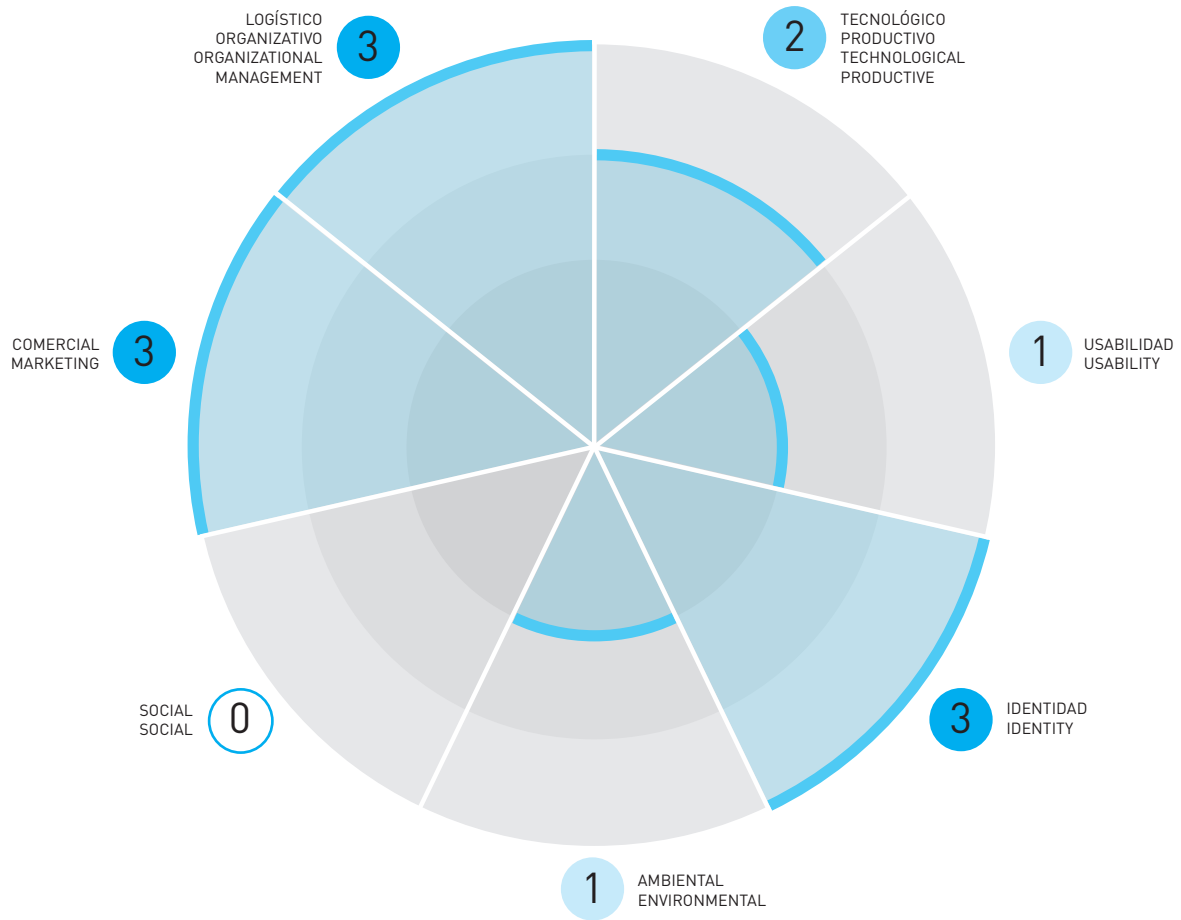 LOGÍSTICO
ORGANIZATIVO
ORGANIZATIONAL
MANAGEMENT
3
2
TECNOLÓGICO
PRODUCTIVO
TECHNOLOGICAL
PRODUCTIVE
COMERCIAL
MARKETING
3
1
USABILIDAD
USABILITY
SOCIAL
SOCIAL
0
3
IDENTIDAD
IDENTITY
1
AMBIENTAL
ENVIRONMENTAL